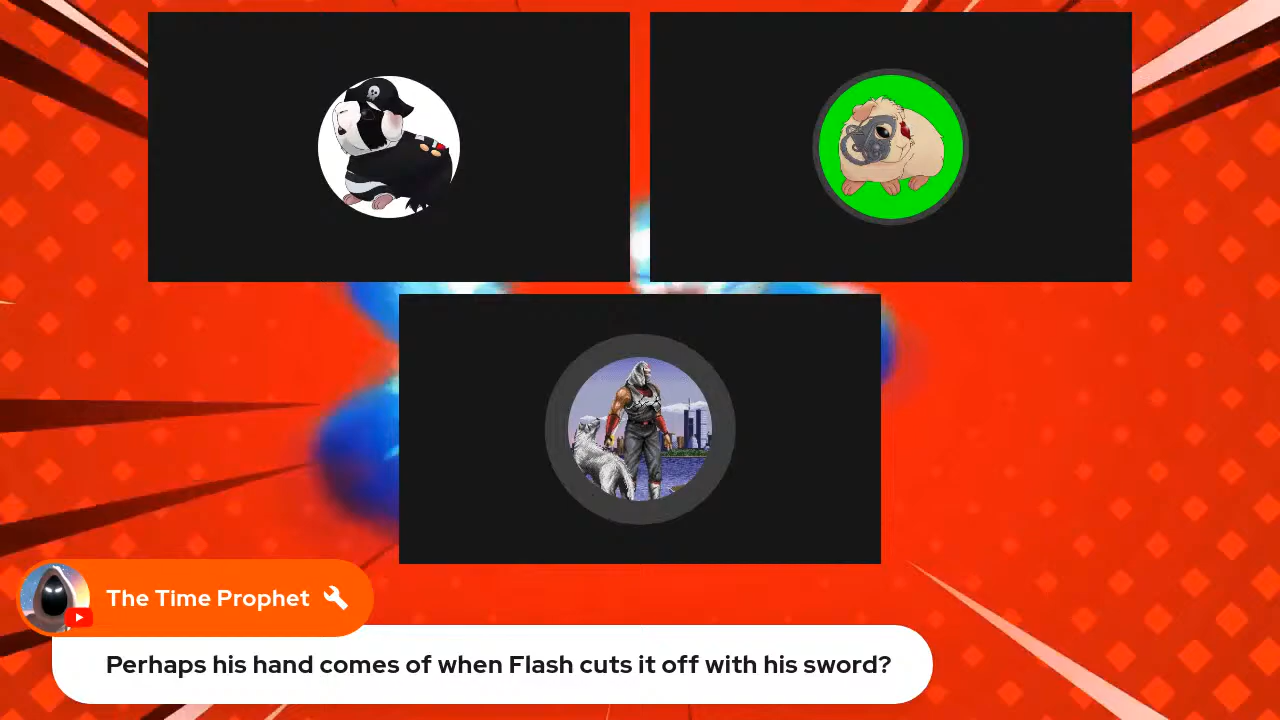 The Time Prophet
Perhaps his hand comes of when Flash cuts it off with his sword?